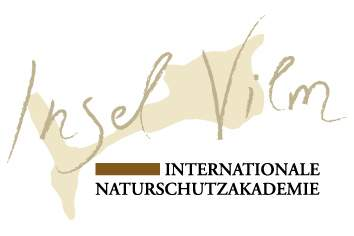 Insel Vilm
INTERNATIONALE
NATURSCHUTZAKADEMIE